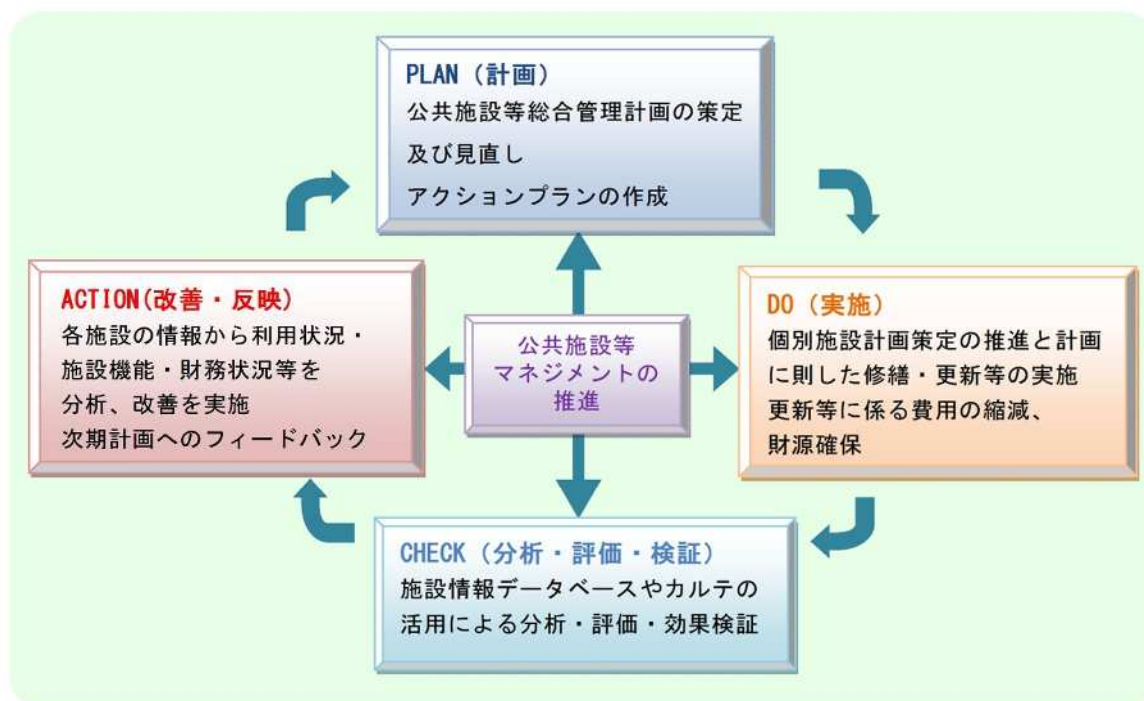 PLAN（計画）
公共施設等総合管理計画の策定
及び見直し
アクションプランの作成
ACTION(改善・反映)
各施設の情報から利用状況・
施設機能・財務状況等を
分析、改善を実施
次期計画へのフィードバック
公共施設等
マネジメントの
推進
DO（実施）
個別施設計画策定の推進と計画
に則した修繕・更新等の実施
更新等に係る費用の縮減、
財源確保
CHECK（分析・評価・検証）
施設情報データベースやカルテの
活用による分析・評価・効果検証